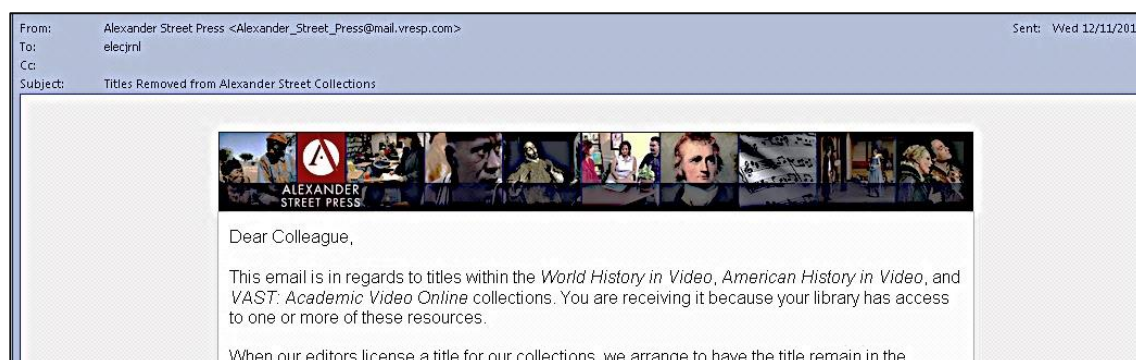 From: Alexander Street Press <Alexander_Street_Press@mail.vresp.com>
Sent: Wed 12/11/201
To: elecjrnl
Cc:
Subject: Titles Removed from Alexander Street Collections
ALEXANDER
STREET PRESS
Dear Colleague,
This email is in regards to titles within the World History in Video, American History in Video, and
VAST: Academic Video Online collections. You are receiving it because your library has access
to one or more of these resources.
When our editors license a title for our collections, we arrange to have the title remain in the